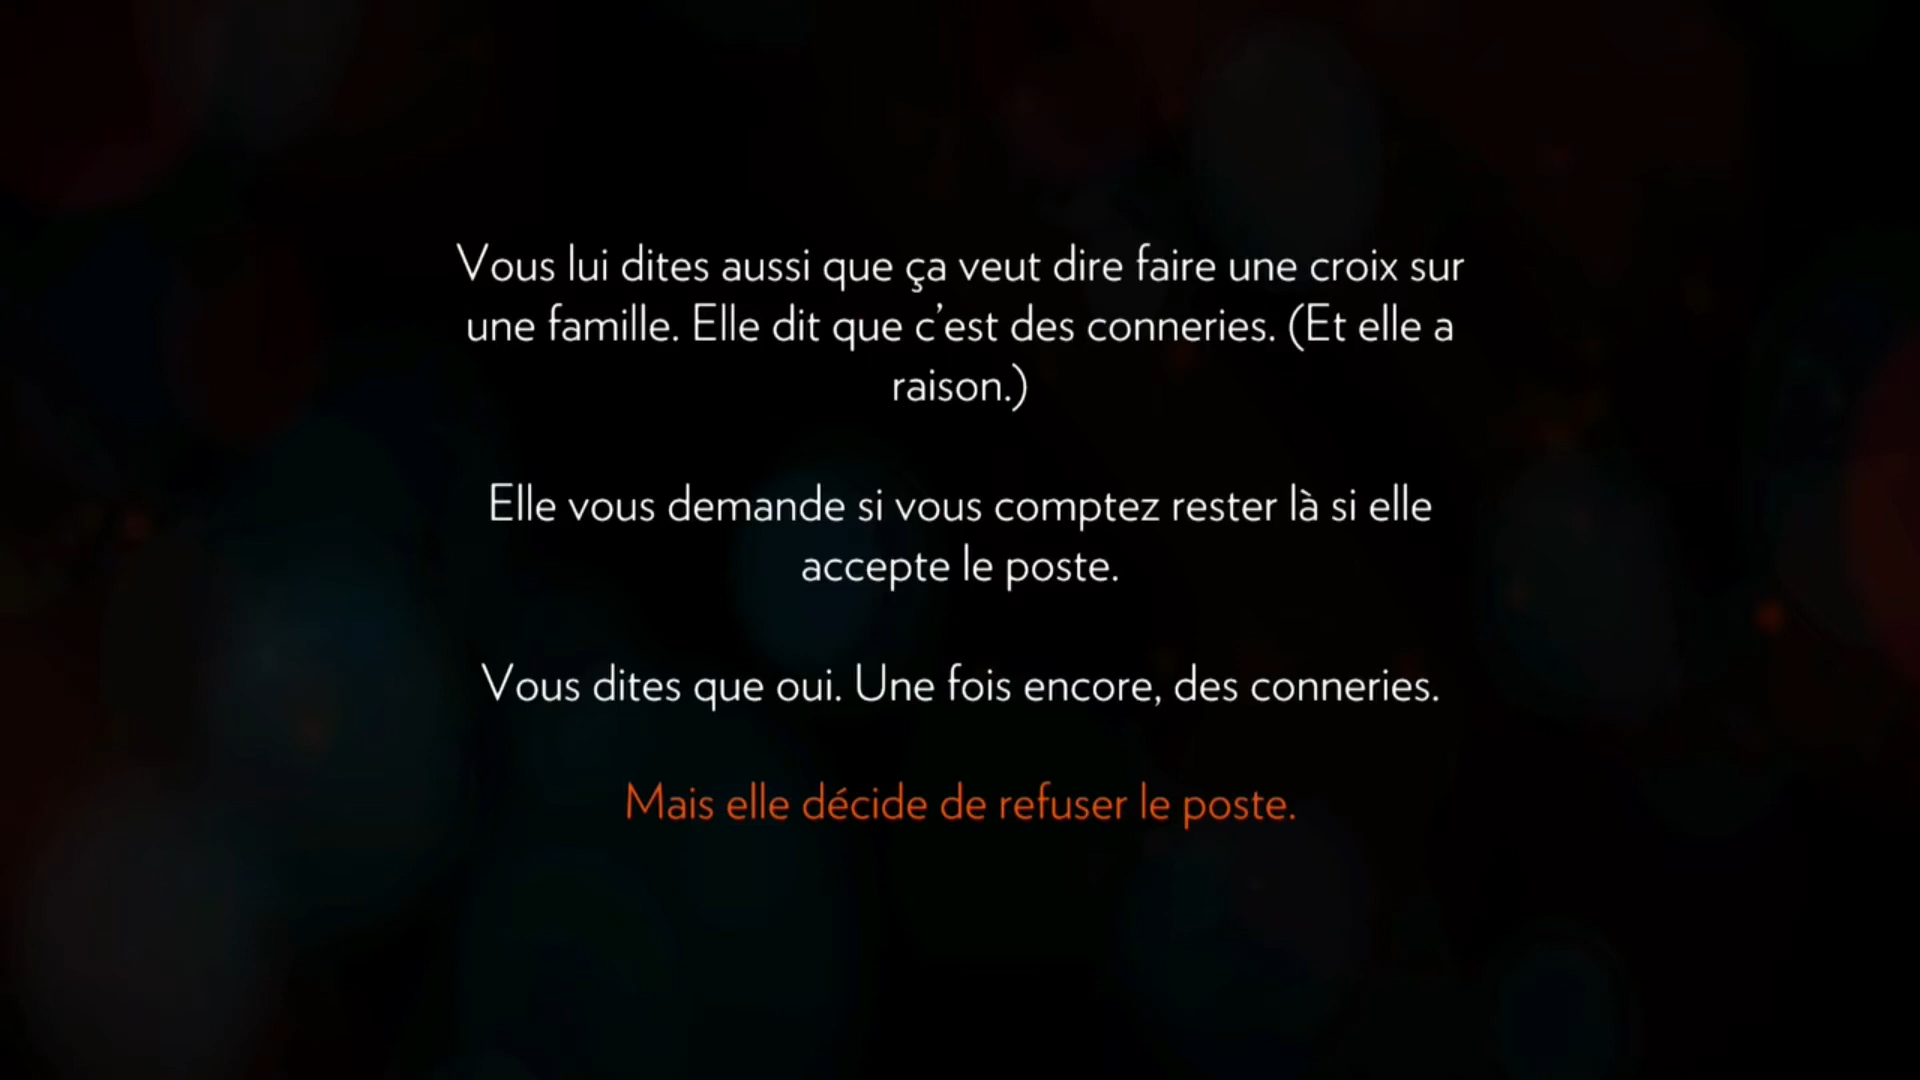 Vous lui dites aussi que ça veut dire faire une croix sur
une famille. Elle dit que c’est des conneries. (Et elle a
raison.)
Elle vous demande si vous comptez rester là si elle
accepte le poste.
Vous dites que oui. Une fois encore, des conneries.
Mais elle décide de refuser le poste.